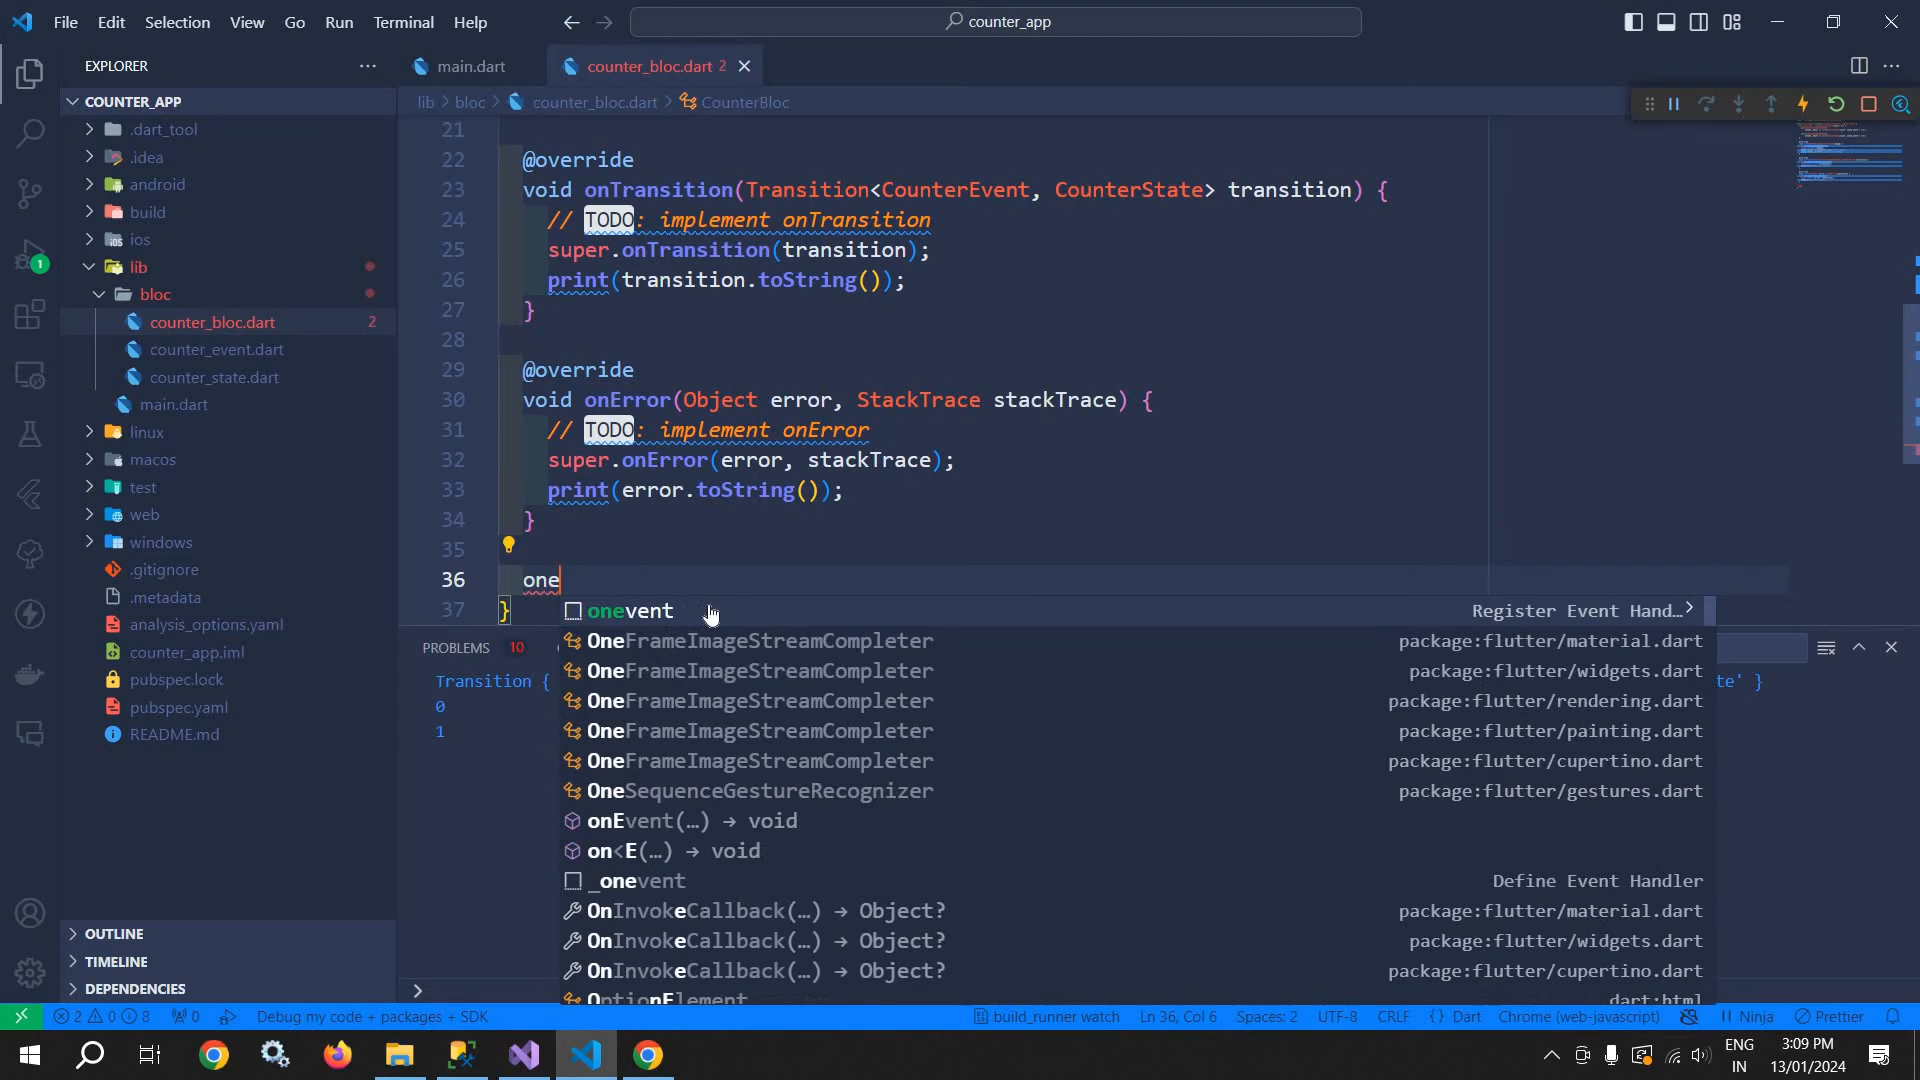 File Edit Selection View Go Run Terminal Help
counter_app
EXPLORER
main.dart
counter_bloc.dart 2
COUNTER_APP
lib > bloc > counter_bloc.dart > CounterBloc
.dart_tool
.idea
android
build
ios
lib
bloc
counter_bloc.dart 2
counter_event.dart
counter_state.dart
main.dart
linux
macos
test
web
windows
.gitignore
.metadata
analysis_options.yaml
counter_app.iml
pubspec.lock
pubspec.yaml
README.md
OUTLINE
TIMELINE
DEPENDENCIES
1
21
22 @override
23 void onTransition(Transition<CounterEvent, CounterState> transition) {
24 // TODO: implement onTransition
25 super.onTransition(transition);
26 print(transition.toString());
27 }
28
29 @override
30 void onError(Object error, StackTrace stackTrace) {
31 // TODO: implement onError
32 super.onError(error, stackTrace);
33 print(error.toString());
34 }
35
36 one
37 }
onevent Register Event Hand…
OneFrameImageStreamCompleter package:flutter/material.dart
OneFrameImageStreamCompleter package:flutter/widgets.dart
OneFrameImageStreamCompleter package:flutter/rendering.dart
OneFrameImageStreamCompleter package:flutter/painting.dart
OneFrameImageStreamCompleter package:flutter/cupertino.dart
OneSequenceGestureRecognizer package:flutter/gestures.dart
onEvent(…) → void
on<E(…) → void
_onevent Define Event Handler
OnInvokeCallback(…) → Object? package:flutter/material.dart
OnInvokeCallback(…) → Object? package:flutter/widgets.dart
OnInvokeCallback(…) → Object? package:flutter/cupertino.dart
OptionElement dart:html
PROBLEMS 10
Transition { te' }
0
1
2 0 8 0 Debug my code + packages + SDK
build_runner watch Ln 36, Col 6 Spaces: 2 UTF-8 CRLF {} Dart Chrome (web-javascript) Ninja Prettier
ENG
IN
3:09 PM
13/01/2024